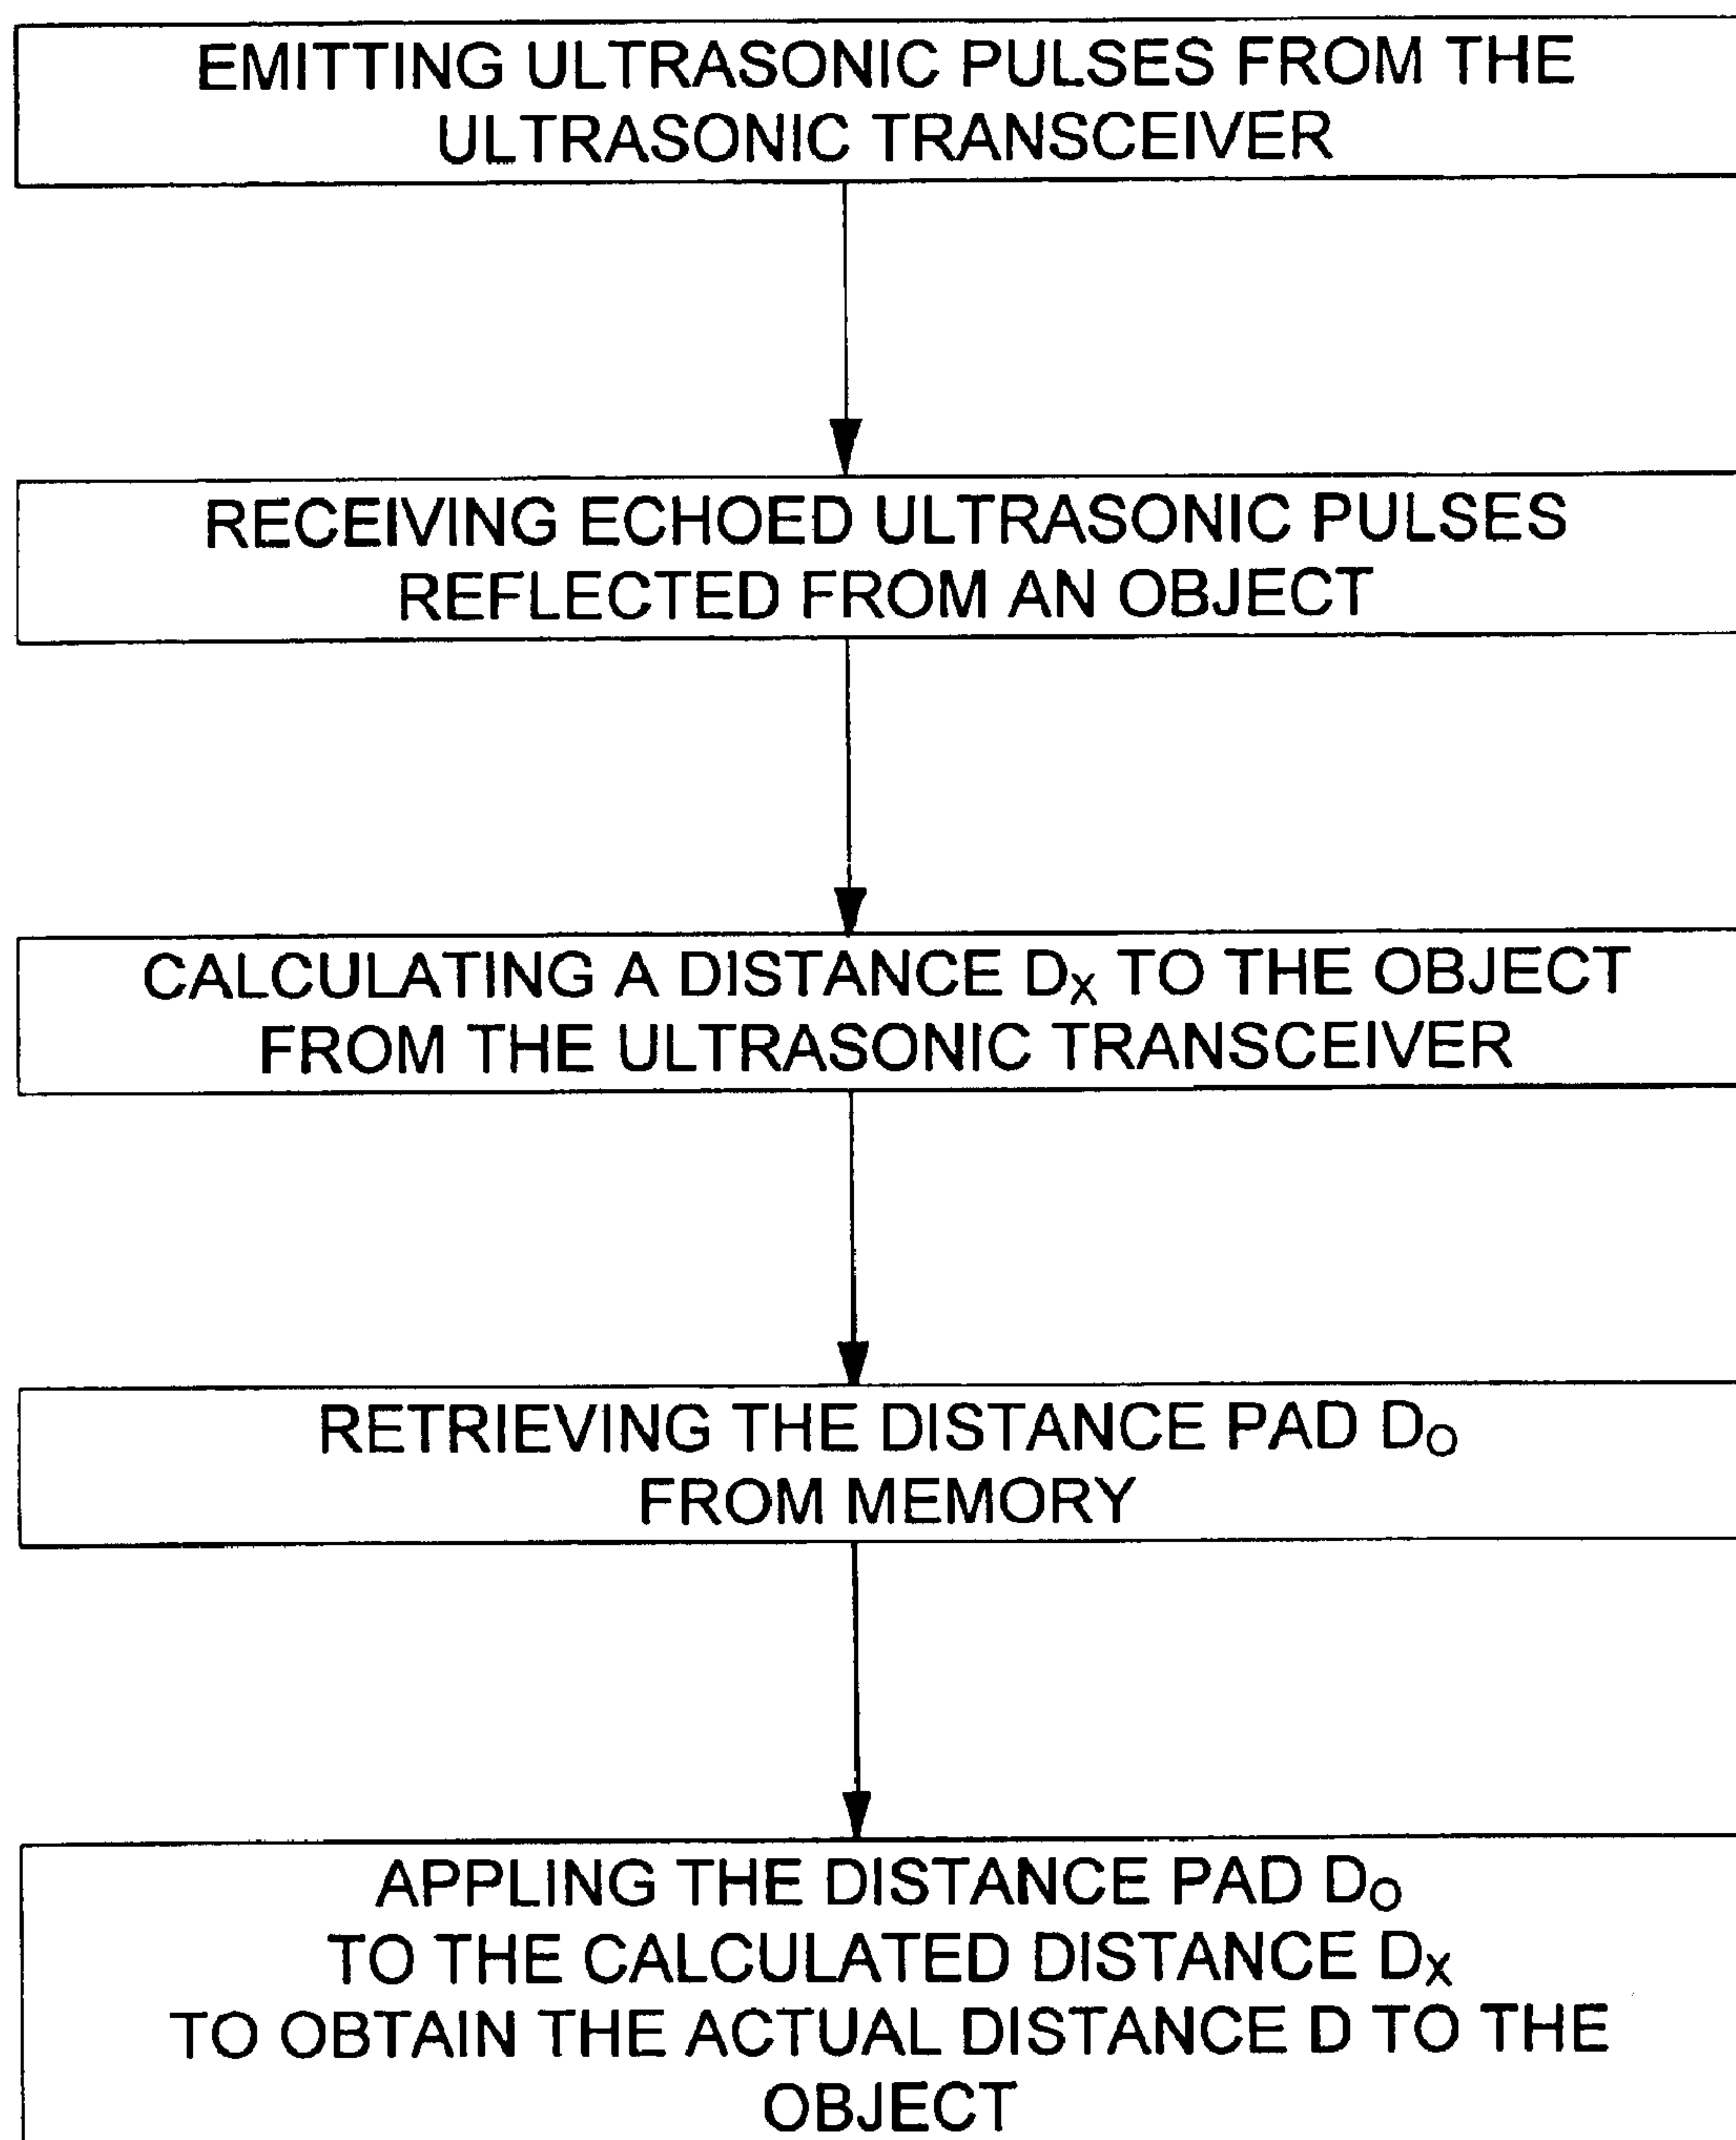 EMITTING ULTRASONIC PULSES FROM THE
ULTRASONIC TRANSCEIVER
RECEIVING ECHOED ULTRASONIC PULSES
REFLECTED FROM AN OBJECT
CALCULATING A DISTANCE Dₓ TO THE OBJECT
FROM THE ULTRASONIC TRANSCEIVER
RETRIEVING THE DISTANCE PAD Dₒ
FROM MEMORY
APPLING THE DISTANCE PAD Dₒ
TO THE CALCULATED DISTANCE Dₓ
TO OBTAIN THE ACTUAL DISTANCE D TO THE
OBJECT